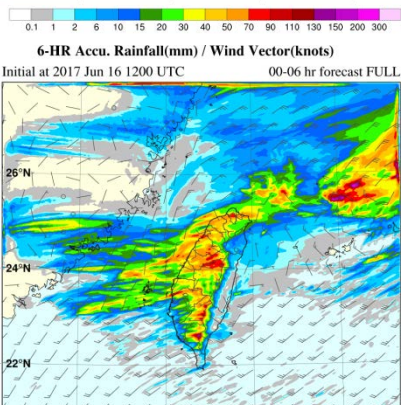 0.1 1 2 6 10 15 20 30 40 50 70 90 110 130 150 200 300
6-HR Accu. Rainfall(mm) / Wind Vector(knots)
Initial at 2017 Jun 16 1200 UTC 00-06 hr forecast FULL
26°N
24°N
22°N